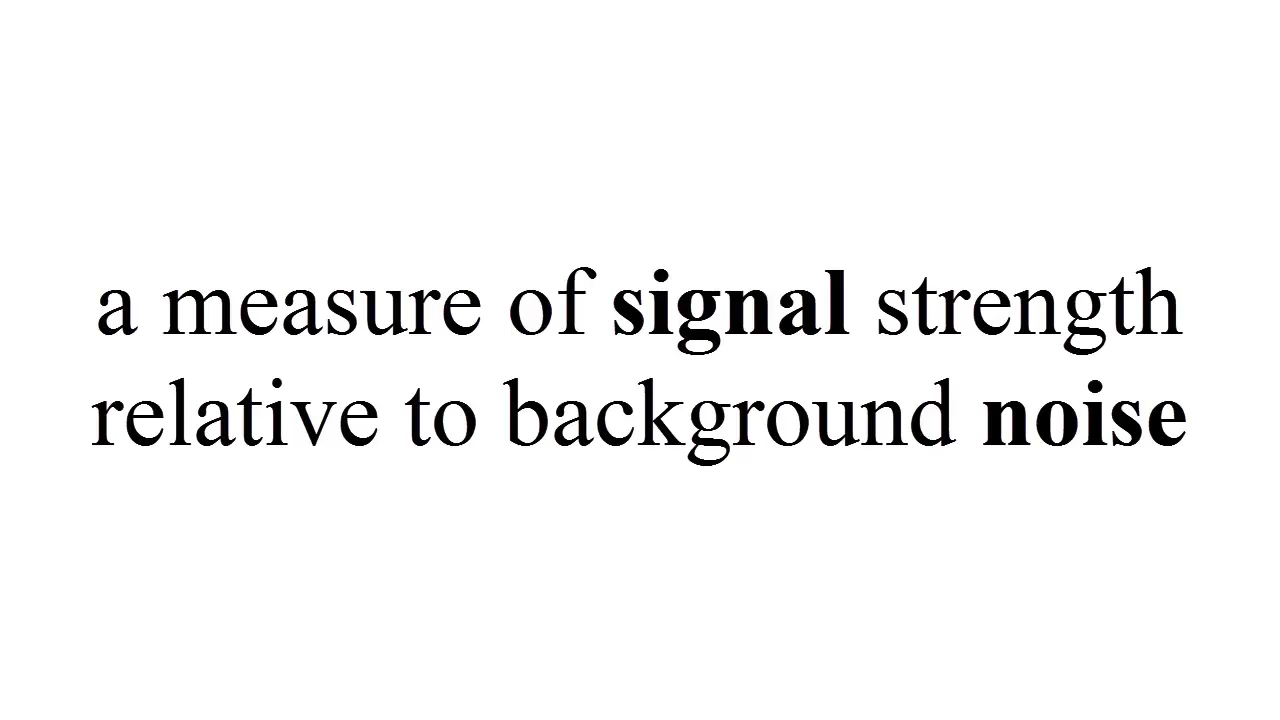 a measure of signal strength
relative to background noise